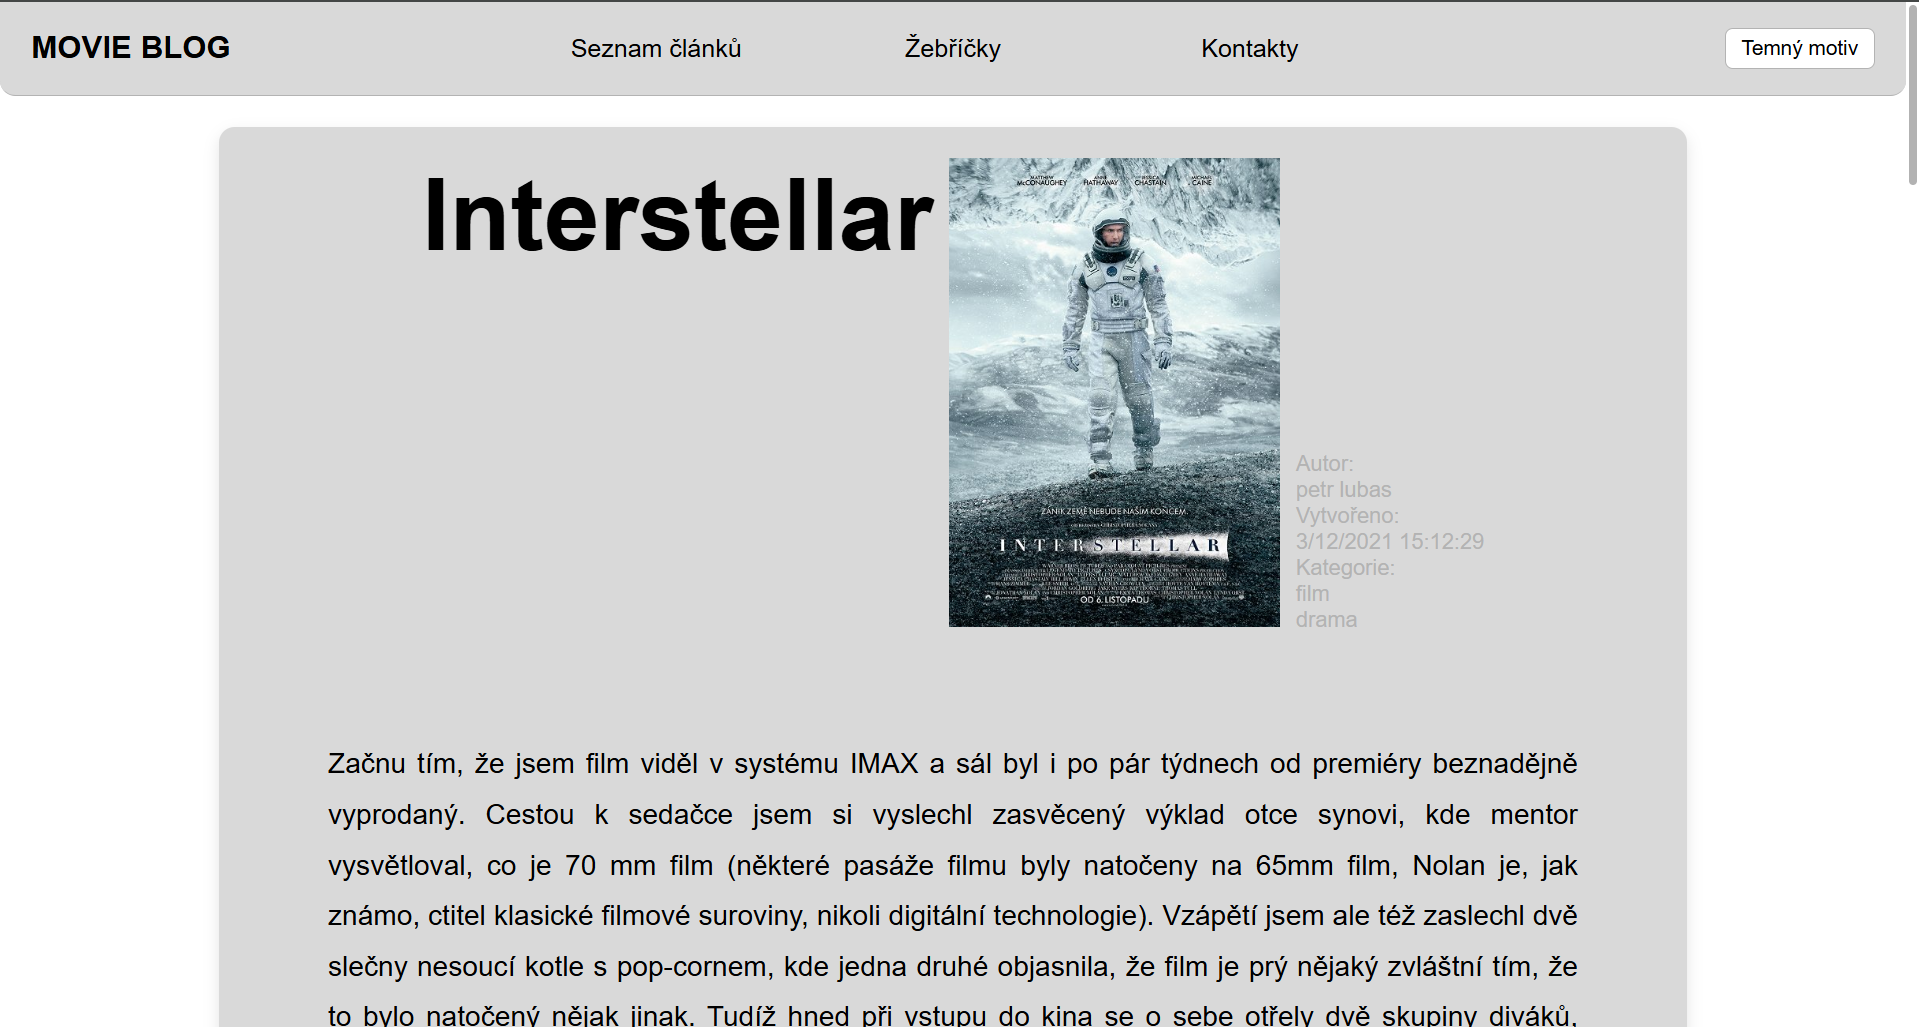 MOVIE BLOG
Seznam článků
Žebříčky
Kontakty
Temný motiv
Interstellar
MATTHEW McCONAUGHEY
ANNE HATHAWAY
JESSICA CHASTAIN
MICHAEL CAINE
ZÁNIK ZEMĚ NEBUDE NAŠÍM KONCEM.
INTERSTELLAR
OD 6. LISTOPADU
Autor:
petr lubas
Vytvořeno:
3/12/2021 15:12:29
Kategorie:
film
drama
Začnu tím, že jsem film viděl v systému IMAX a sál byl i po pár týdnech od premiéry beznadějně
vyprodaný. Cestou k sedačce jsem si vyslechl zasvěcený výklad otce synovi, kde mentor
vysvětloval, co je 70 mm film (některé pasáže filmu byly natočeny na 65mm film, Nolan je, jak
známo, ctitel klasické filmové suroviny, nikoli digitální technologie). Vzápětí jsem ale též zaslechl dvě
slečny nesoucí kotle s pop-cornem, kde jedna druhé objasnila, že film je prý nějaký zvláštní tím, že
to bylo natočený nějak jinak. Tudíž hned při vstupu do kina se o sebe otřely dvě skupiny diváků,